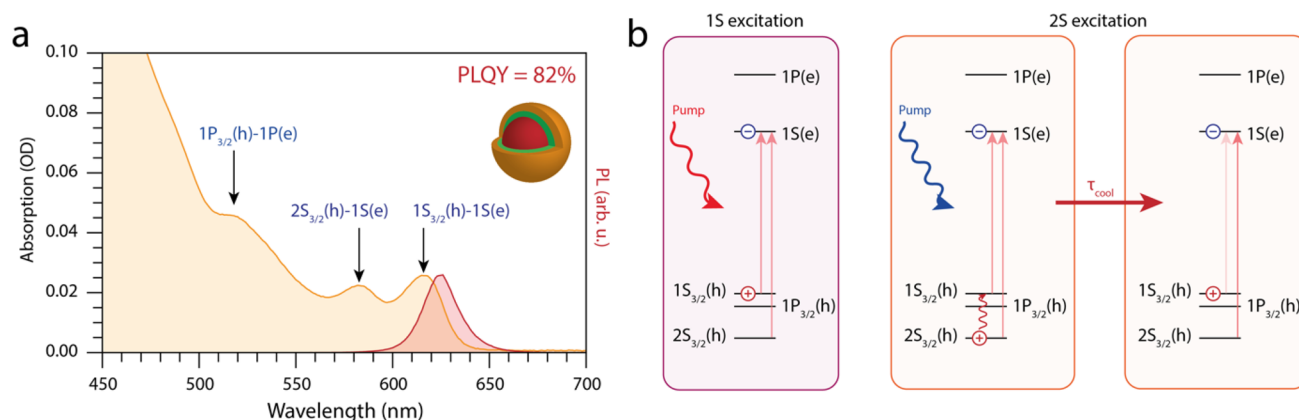 a
0.10
0.08
0.06
0.04
0.02
0.00
Absorption (OD)
450
500
550
600
650
700
Wavelength (nm)
PL (arb. u.)
PLQY = 82%
1P3/2(h)-1P(e)
2S3/2(h)-1S(e)
1S3/2(h)-1S(e)
b
1S excitation
1P(e)
Pump
− 1S(e)
1S3/2(h) +
1P3/2(h)
2S3/2(h)
2S excitation
1P(e)
Pump
− 1S(e)
1S3/2(h)
1P3/2(h)
2S3/2(h) +
τcool
1P(e)
− 1S(e)
1S3/2(h) +
1P3/2(h)
2S3/2(h)